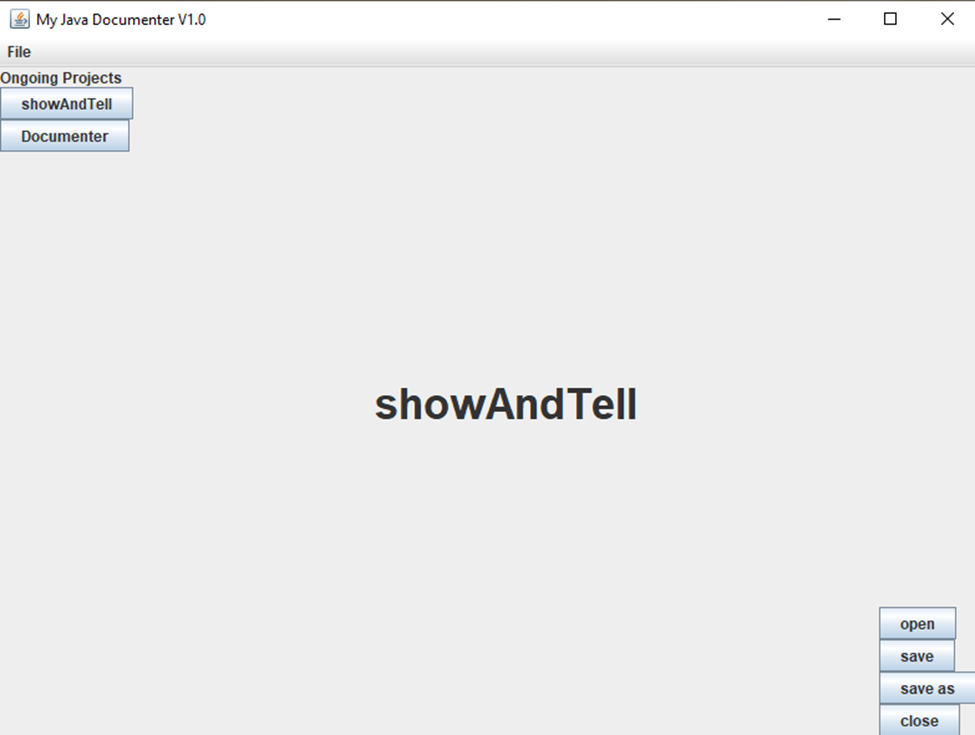 My Java Documenter V1.0
File
Ongoing Projects
showAndTell
Documenter
showAndTell
open
save
save as
close